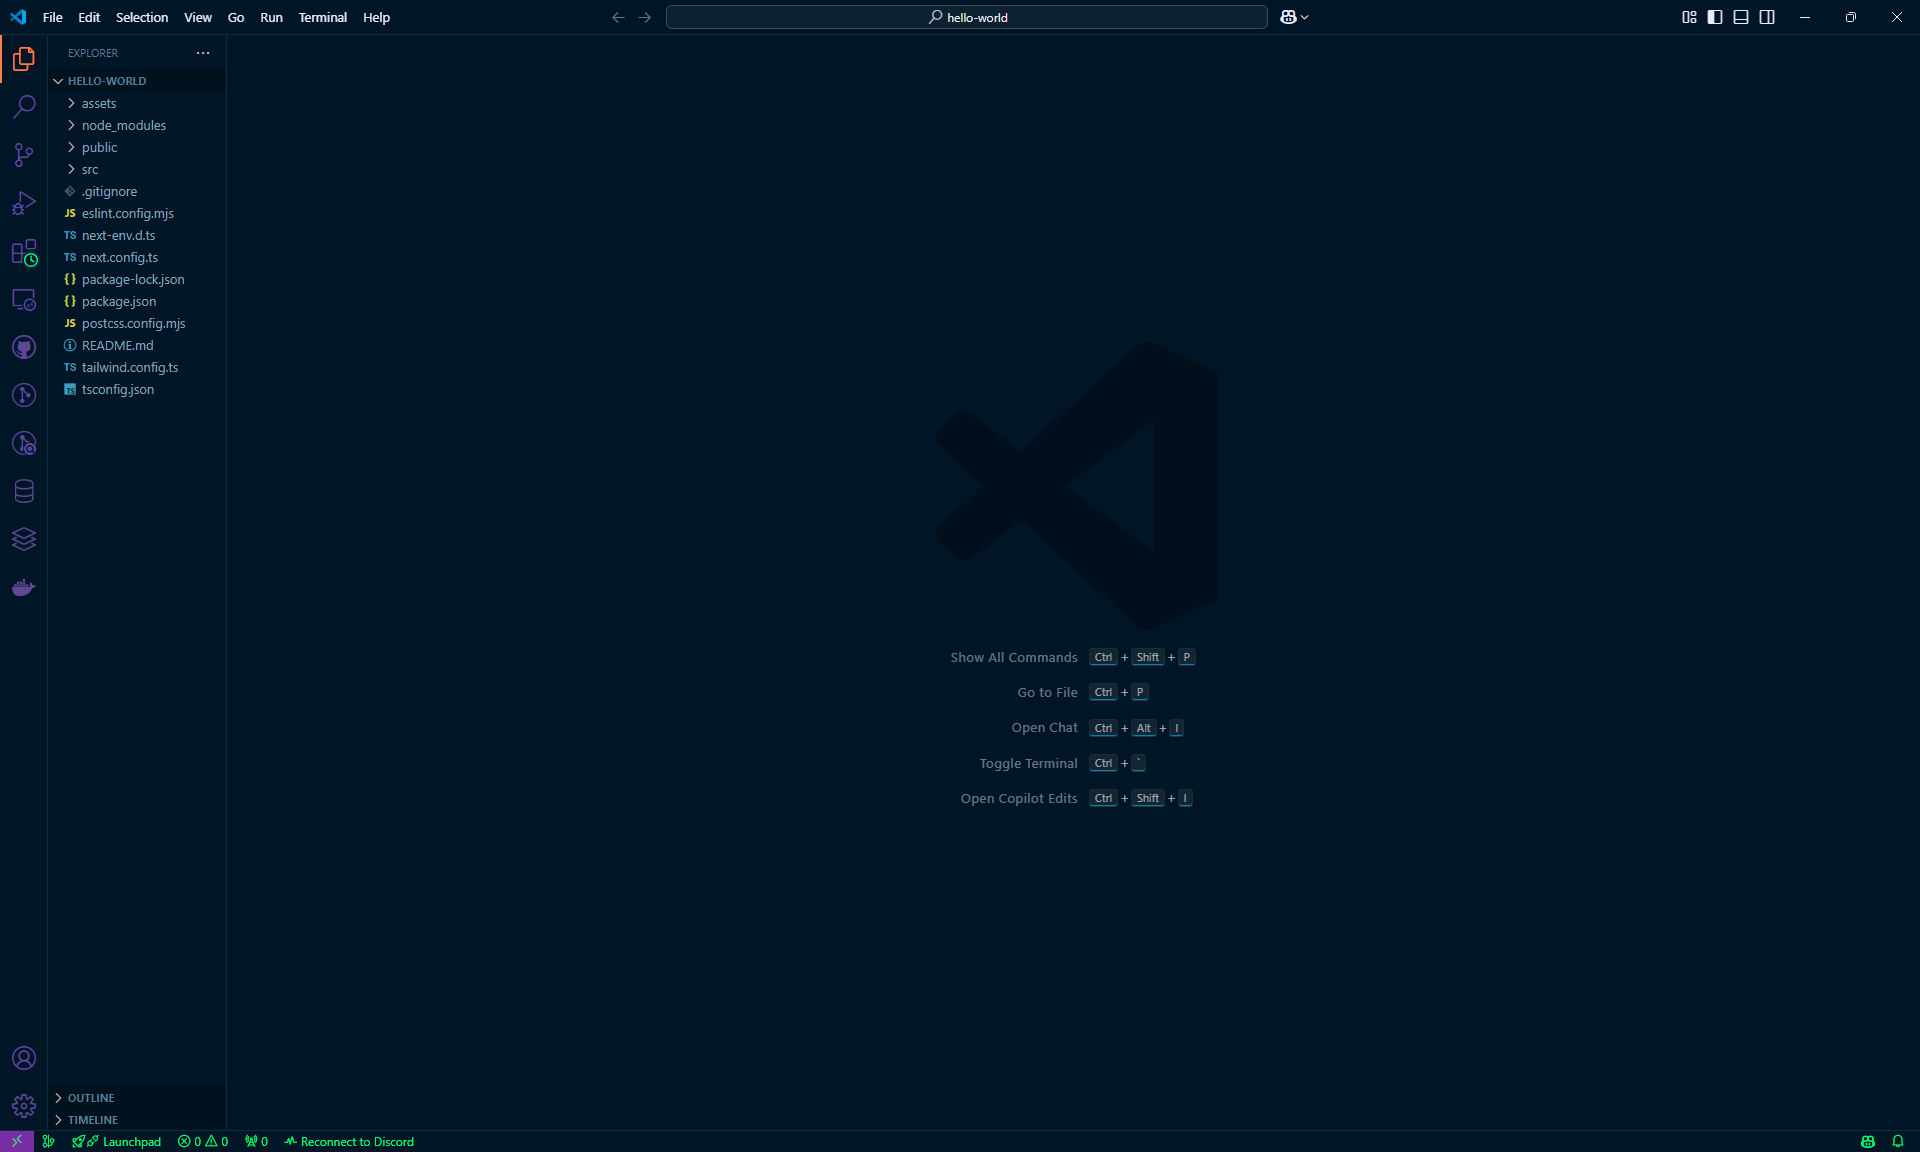 File Edit Selection View Go Run Terminal Help
hello-world
EXPLORER
HELLO-WORLD
assets
node_modules
public
src
.gitignore
JS eslint.config.mjs
TS next-env.d.ts
TS next.config.ts
{} package-lock.json
{} package.json
JS postcss.config.mjs
README.md
TS tailwind.config.ts
TS tsconfig.json
Show All Commands Ctrl + Shift + P
Go to File Ctrl + P
Open Chat Ctrl + Alt + I
Toggle Terminal Ctrl + `
Open Copilot Edits Ctrl + Shift + I
OUTLINE
TIMELINE
Launchpad 0 0 0 Reconnect to Discord